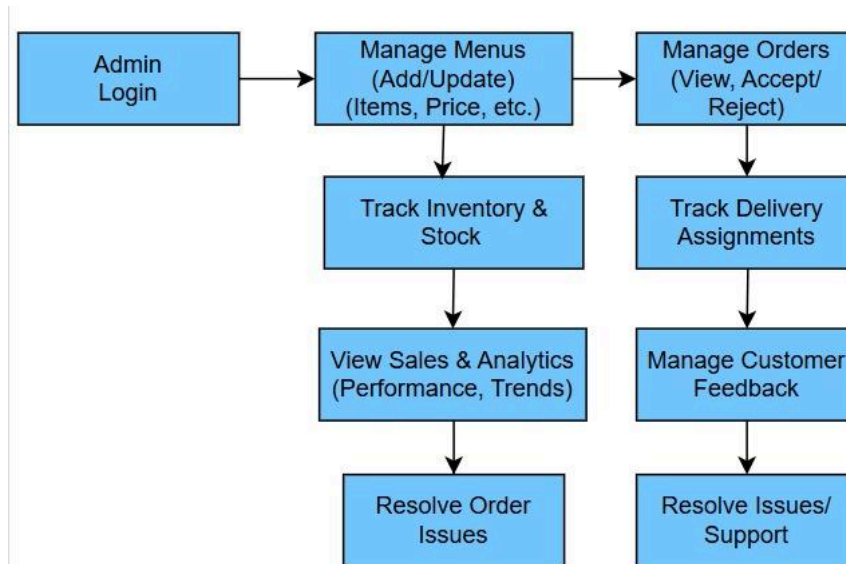 Admin
Login
Manage Menus
(Add/Update)
(Items, Price, etc.)
Manage Orders
(View, Accept/
Reject)
Track Inventory &
Stock
Track Delivery
Assignments
View Sales & Analytics
(Performance, Trends)
Manage Customer
Feedback
Resolve Order
Issues
Resolve Issues/
Support